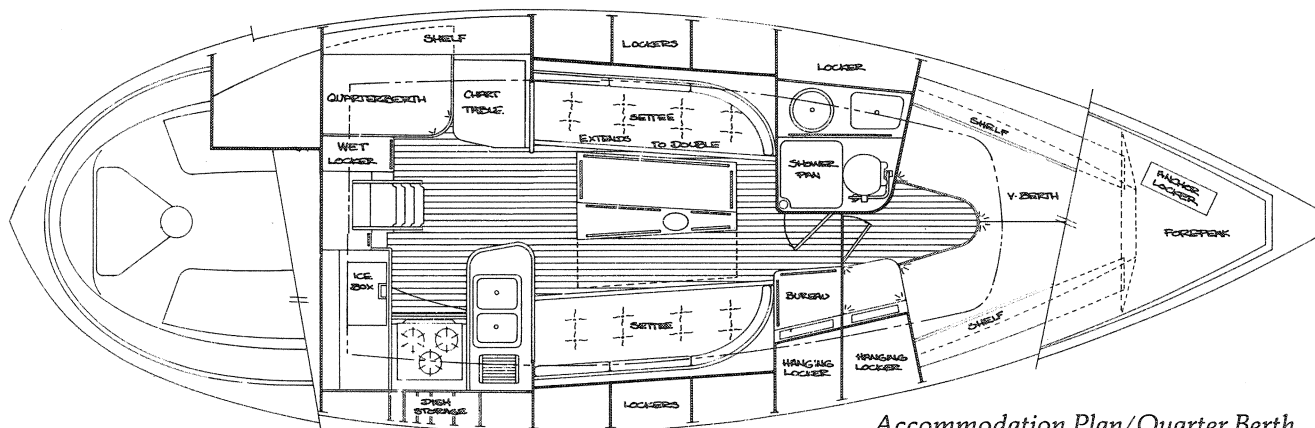 SHELF
LOCKERS
LOCKER
QUARTERBERTH
CHART
TABLE
SETTEE
EXTENDS TO DOUBLE
SHELF
WET
LOCKER
SHOWER
PAN
V-BERTH
ANCHOR
LOCKER
FOREPEAK
ICE
BOX
BUREAU
SETTEE
SHELF
HANGING
LOCKER
HANGING
LOCKER
DISH
STORAGE
LOCKERS
Accommodation Plan/Quarter Berth